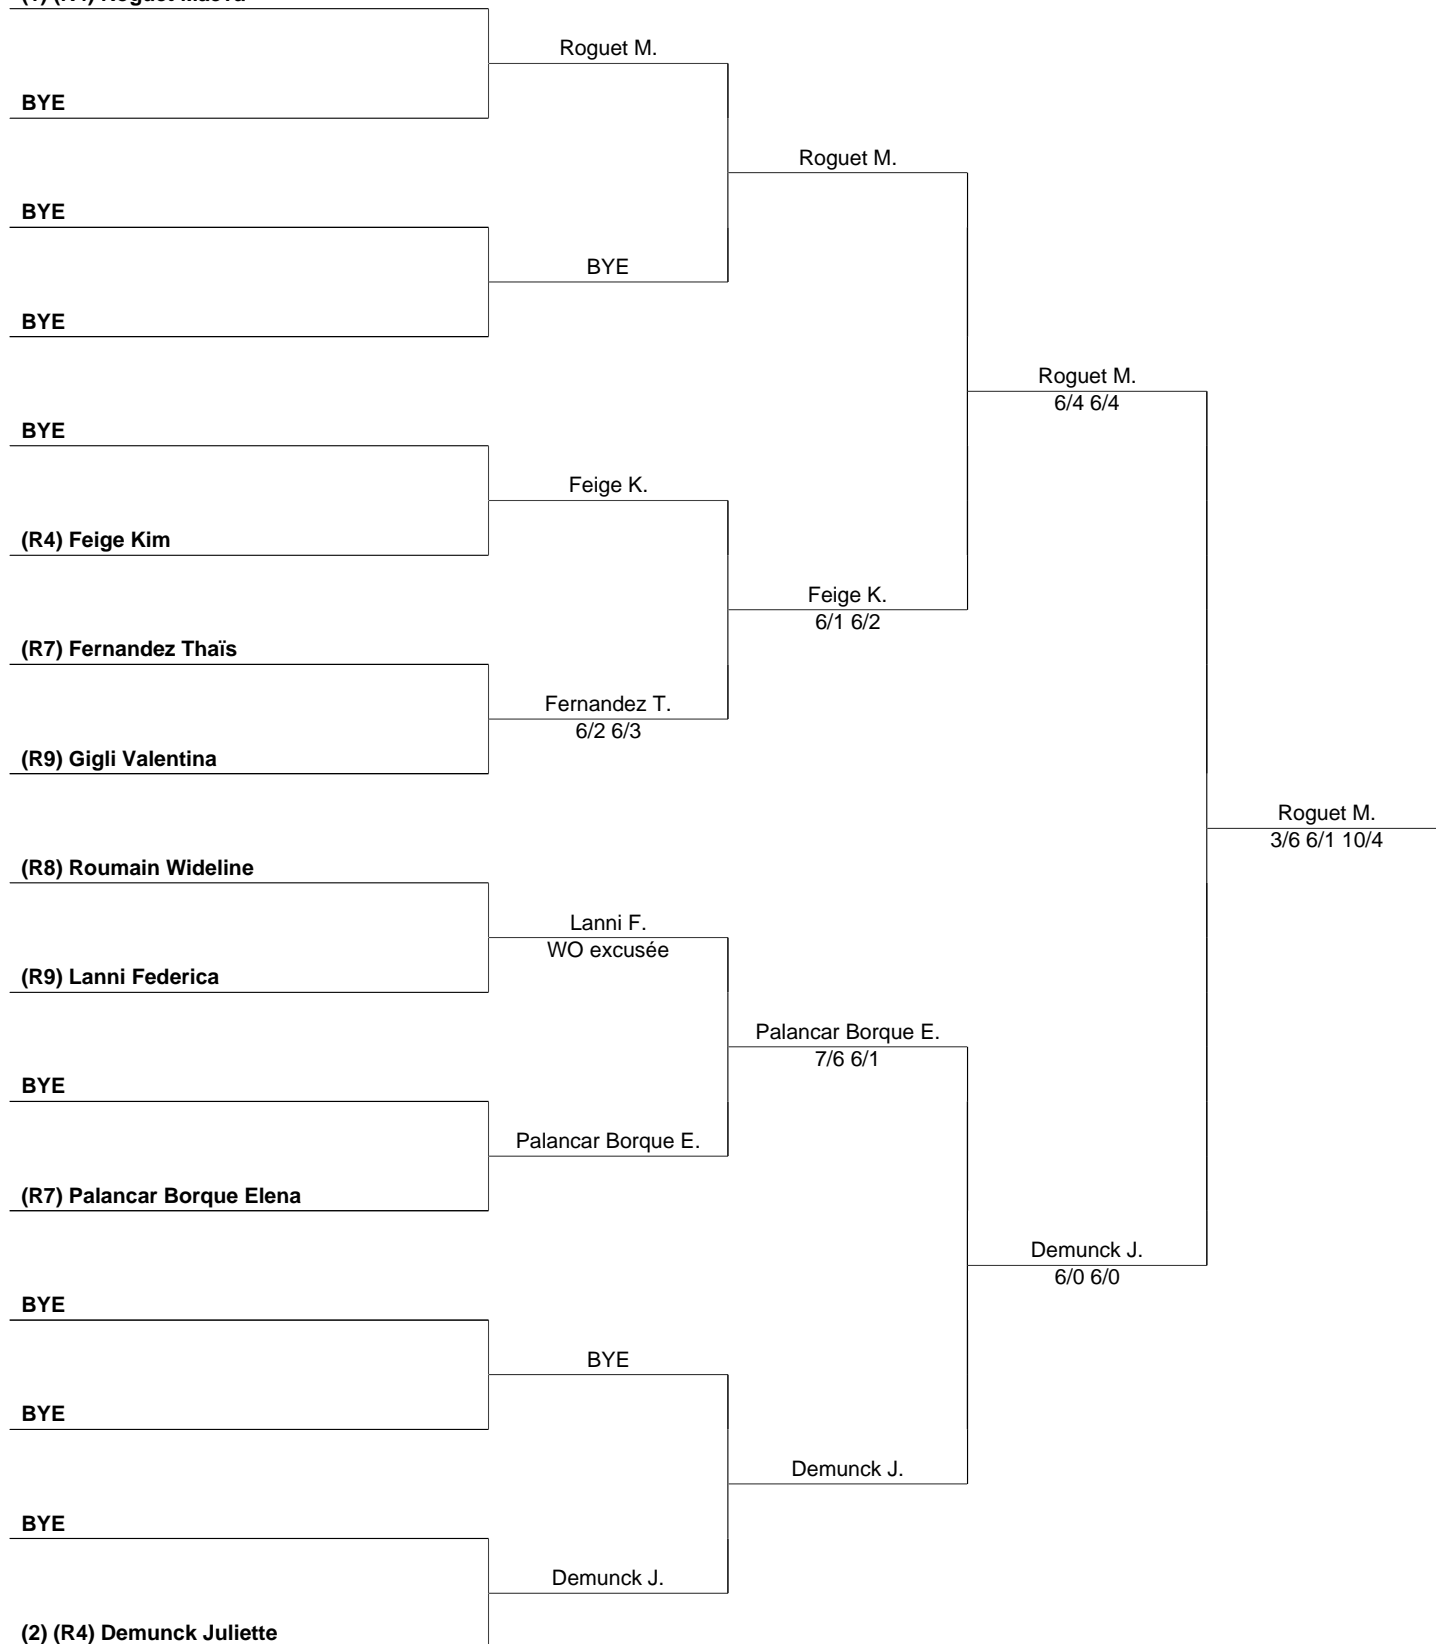 Roguet M.
BYE
Roguet M.
BYE
BYE
BYE
Roguet M.
6/4 6/4
BYE
Feige K.
(R4) Feige Kim
Feige K.
6/1 6/2
(R7) Fernandez Thaïs
Fernandez T.
6/2 6/3
(R9) Gigli Valentina
Roguet M.
3/6 6/1 10/4
(R8) Roumain Wideline
Lanni F.
WO excusée
(R9) Lanni Federica
Palancar Borque E.
7/6 6/1
BYE
Palancar Borque E.
(R7) Palancar Borque Elena
Demunck J.
6/0 6/0
BYE
BYE
BYE
Demunck J.
BYE
Demunck J.
(2) (R4) Demunck Juliette